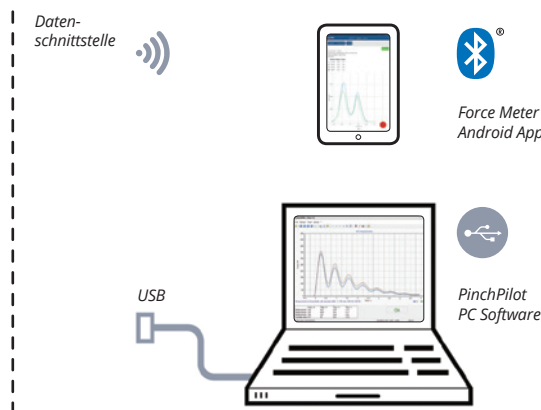 Daten-
schnittstelle
®
Force Meter
Android App
USB
PinchPilot
PC Software